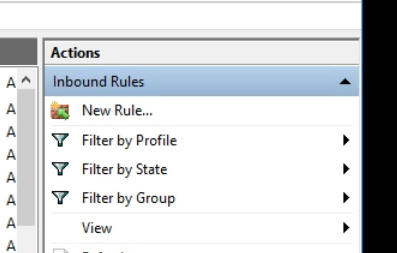 Actions
Inbound Rules
New Rule...
Filter by Profile
Filter by State
Filter by Group
View
A
A
A
A
A
A
A
A